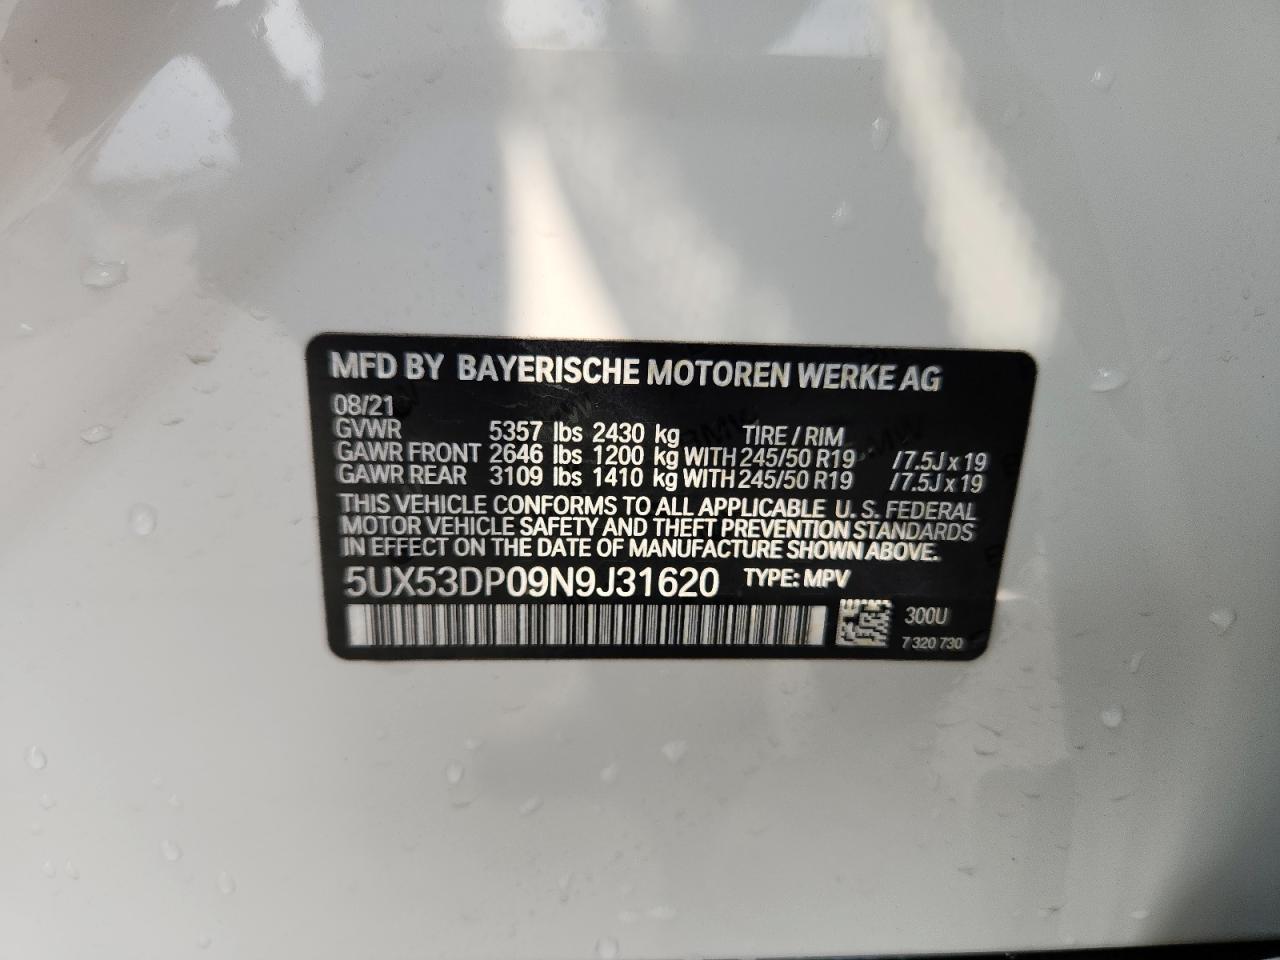 MFD BY BAYERISCHE MOTOREN WERKE AG
08/21
GVWR 5357 lbs 2430 kg TIRE / RIM
GAWR FRONT 2646 lbs 1200 kg WITH 245/50 R19 /7.5J x 19
GAWR REAR 3109 lbs 1410 kg WITH 245/50 R19 /7.5J x 19
THIS VEHICLE CONFORMS TO ALL APPLICABLE U. S. FEDERAL
MOTOR VEHICLE SAFETY AND THEFT PREVENTION STANDARDS
IN EFFECT ON THE DATE OF MANUFACTURE SHOWN ABOVE.
5UX53DP09N9J31620 TYPE: MPV
300U
7 320 730